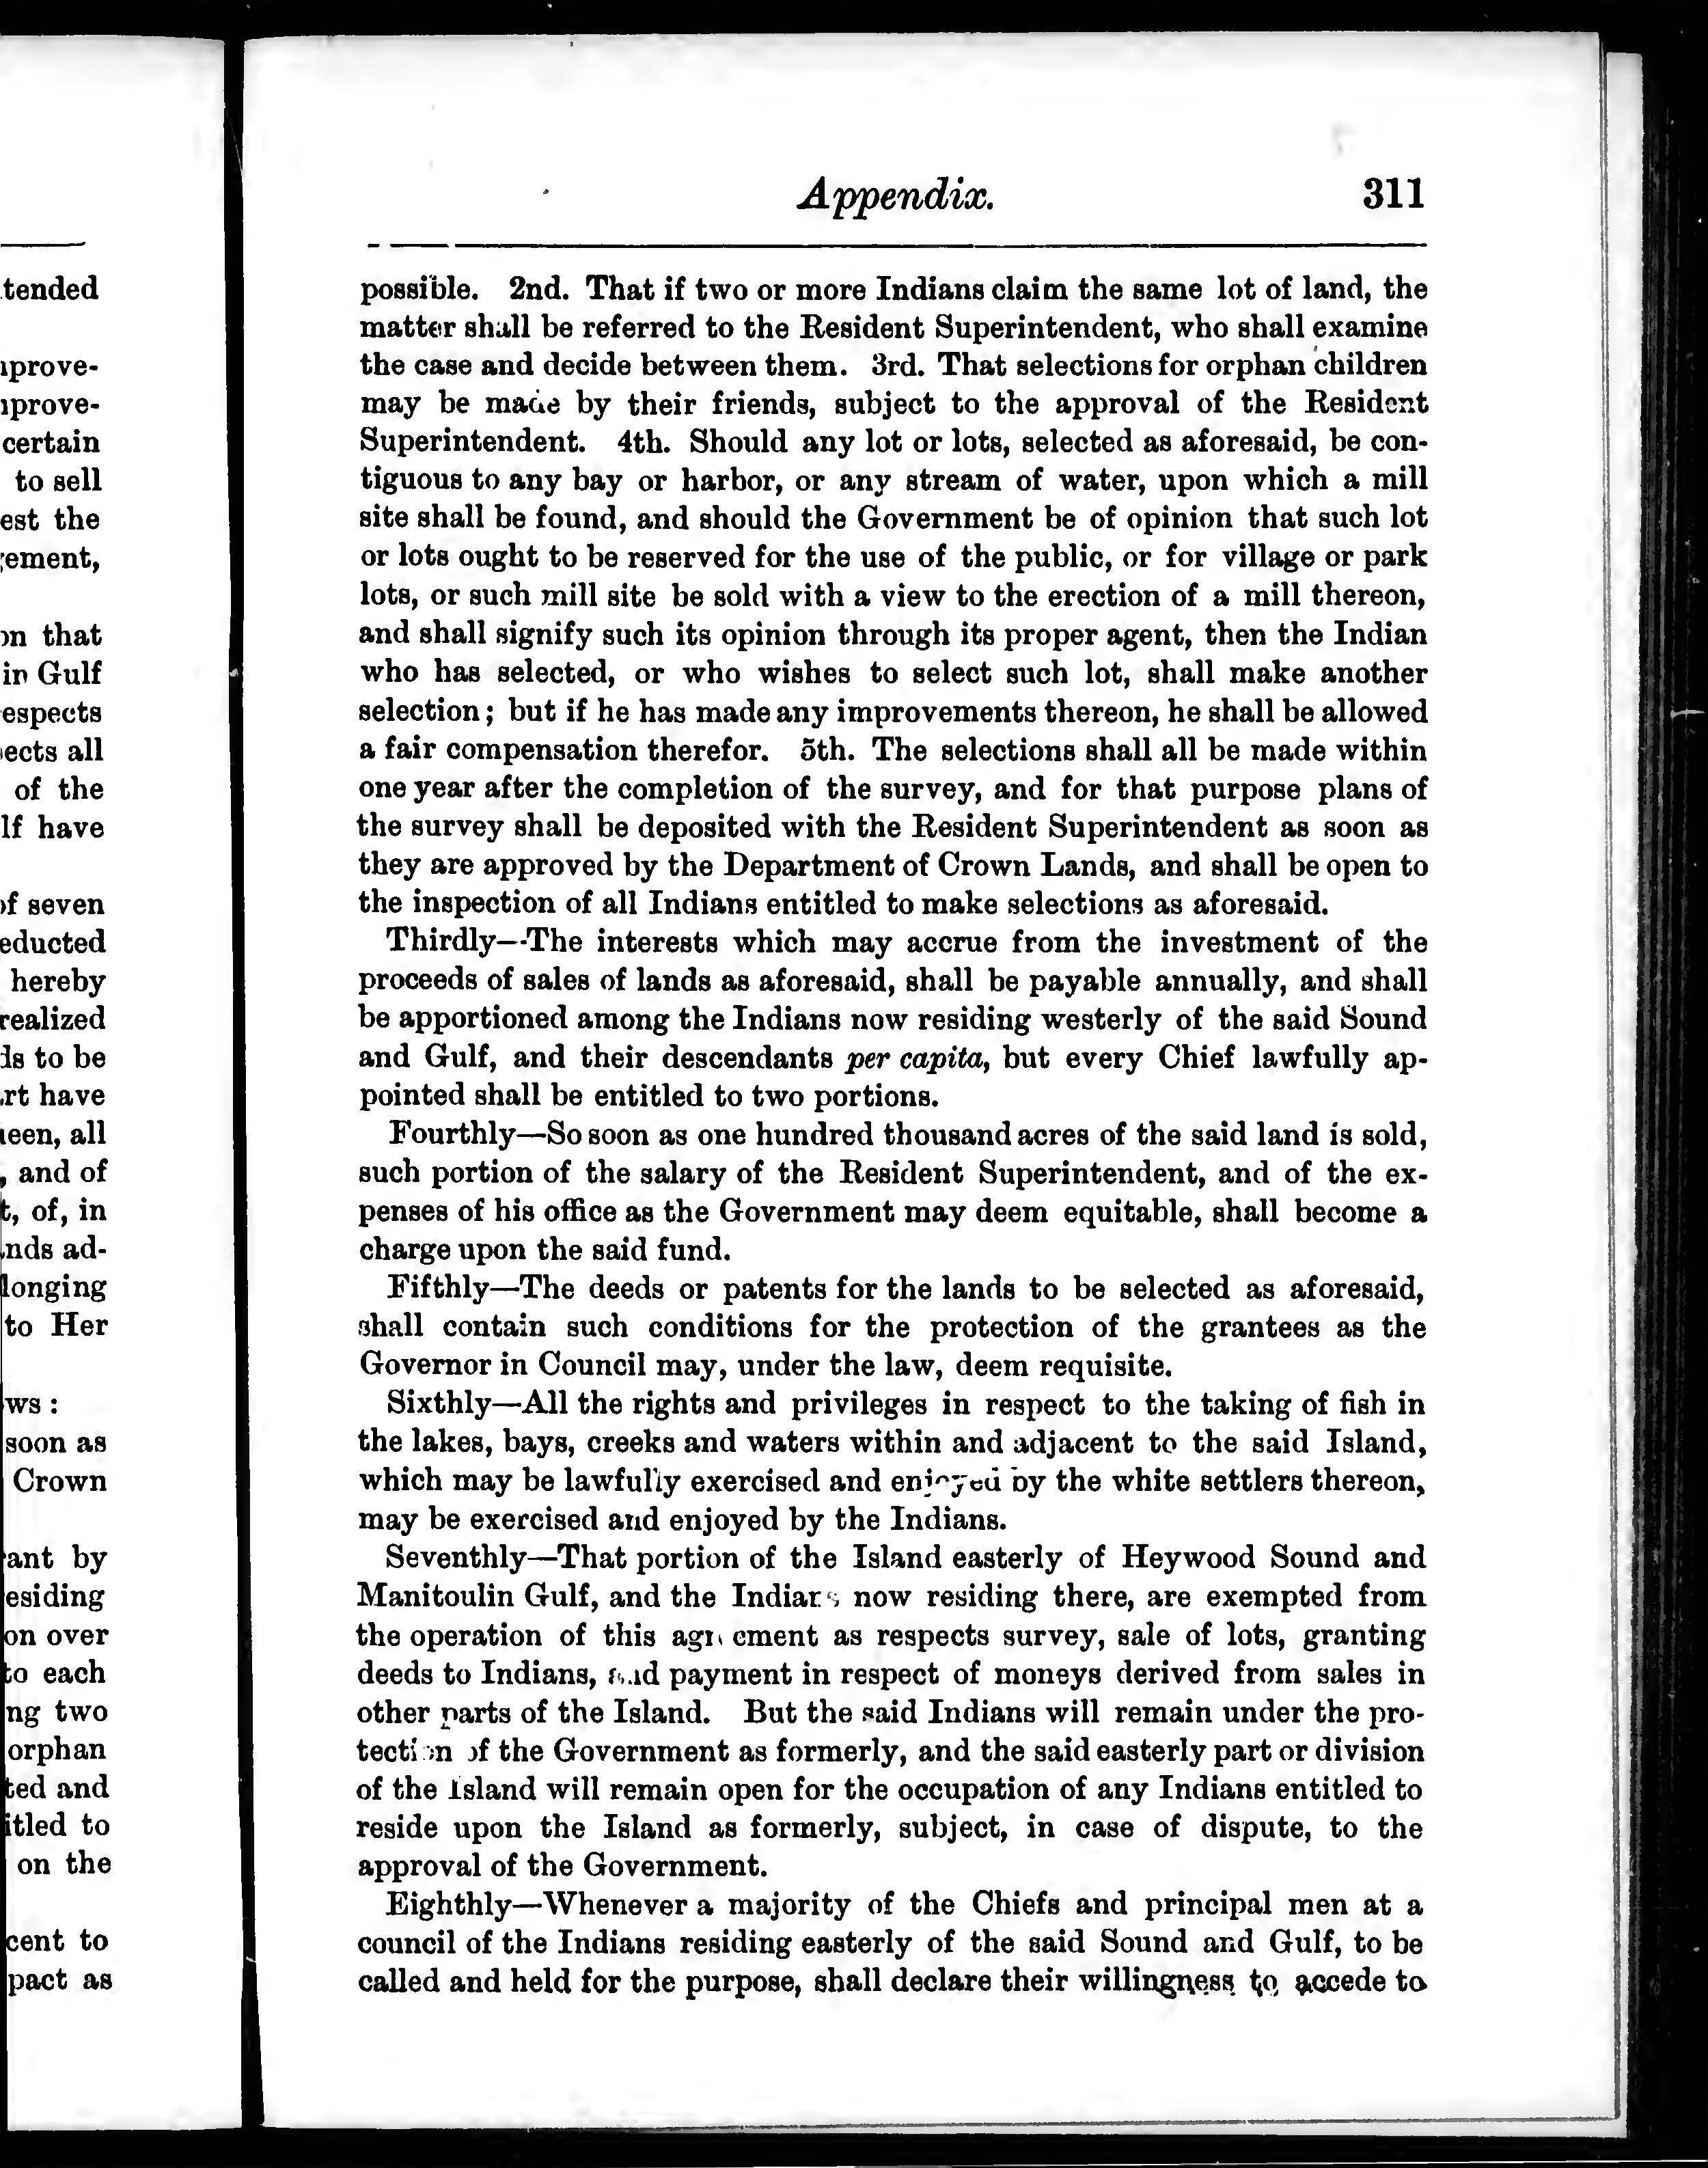 tended
prove-
prove-
certain
to sell
est the
ement,
on that
in Gulf
espects
ects all
of the
lf have
of seven
educted
hereby
realized
ds to be
rt have
een, all
, and of
t, of, in
nds ad-
longing
to Her
ws :
soon as
Crown
ant by
esiding
on over
to each
ng two
orphan
ted and
itled to
on the
cent to
pact as
Appendix. 311
possible. 2nd. That if two or more Indians claim the same lot of land, the
matter shall be referred to the Resident Superintendent, who shall examine
the case and decide between them. 3rd. That selections for orphan children
may be made by their friends, subject to the approval of the Resident
Superintendent. 4th. Should any lot or lots, selected as aforesaid, be con-
tiguous to any bay or harbor, or any stream of water, upon which a mill
site shall be found, and should the Government be of opinion that such lot
or lots ought to be reserved for the use of the public, or for village or park
lots, or such mill site be sold with a view to the erection of a mill thereon,
and shall signify such its opinion through its proper agent, then the Indian
who has selected, or who wishes to select such lot, shall make another
selection; but if he has made any improvements thereon, he shall be allowed
a fair compensation therefor. 5th. The selections shall all be made within
one year after the completion of the survey, and for that purpose plans of
the survey shall be deposited with the Resident Superintendent as soon as
they are approved by the Department of Crown Lands, and shall be open to
the inspection of all Indians entitled to make selections as aforesaid.
Thirdly—The interests which may accrue from the investment of the
proceeds of sales of lands as aforesaid, shall be payable annually, and shall
be apportioned among the Indians now residing westerly of the said Sound
and Gulf, and their descendants per capita, but every Chief lawfully ap-
pointed shall be entitled to two portions.
Fourthly—So soon as one hundred thousand acres of the said land is sold,
such portion of the salary of the Resident Superintendent, and of the ex-
penses of his office as the Government may deem equitable, shall become a
charge upon the said fund.
Fifthly—The deeds or patents for the lands to be selected as aforesaid,
shall contain such conditions for the protection of the grantees as the
Governor in Council may, under the law, deem requisite.
Sixthly—All the rights and privileges in respect to the taking of fish in
the lakes, bays, creeks and waters within and adjacent to the said Island,
which may be lawfully exercised and enjoyed by the white settlers thereon,
may be exercised and enjoyed by the Indians.
Seventhly—That portion of the Island easterly of Heywood Sound and
Manitoulin Gulf, and the Indians now residing there, are exempted from
the operation of this agreement as respects survey, sale of lots, granting
deeds to Indians, and payment in respect of moneys derived from sales in
other parts of the Island. But the said Indians will remain under the pro-
tection of the Government as formerly, and the said easterly part or division
of the Island will remain open for the occupation of any Indians entitled to
reside upon the Island as formerly, subject, in case of dispute, to the
approval of the Government.
Eighthly—Whenever a majority of the Chiefs and principal men at a
council of the Indians residing easterly of the said Sound and Gulf, to be
called and held for the purpose, shall declare their willingness to accede to